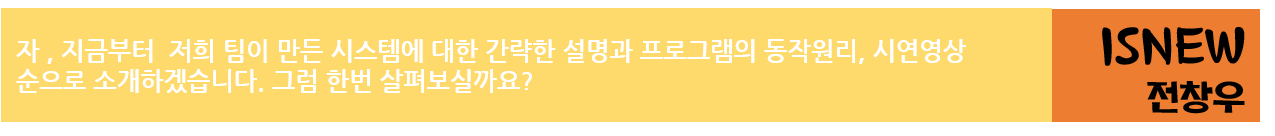 자 , 지금부터  저희 팀이 만든 시스템에 대한 간략한 설명과 프로그램의 동작원리, 시연영상
순으로 소개하겠습니다. 그럼 한번 살펴보실까요?
ISNEW
전창우